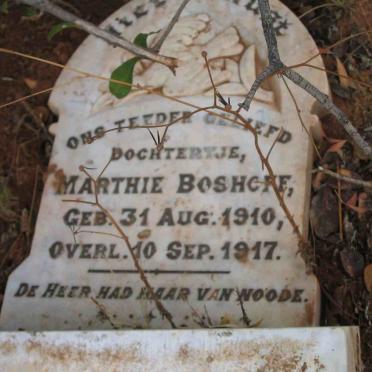 ONS TEEDER GELIEFD
DOCHTERTJE,
MARTHIE BOSHOFF,
GEB. 31 AUG. 1910,
OVERL. 10 SEP. 1917.
DE HEER HAD HAAR VAN NOODE.